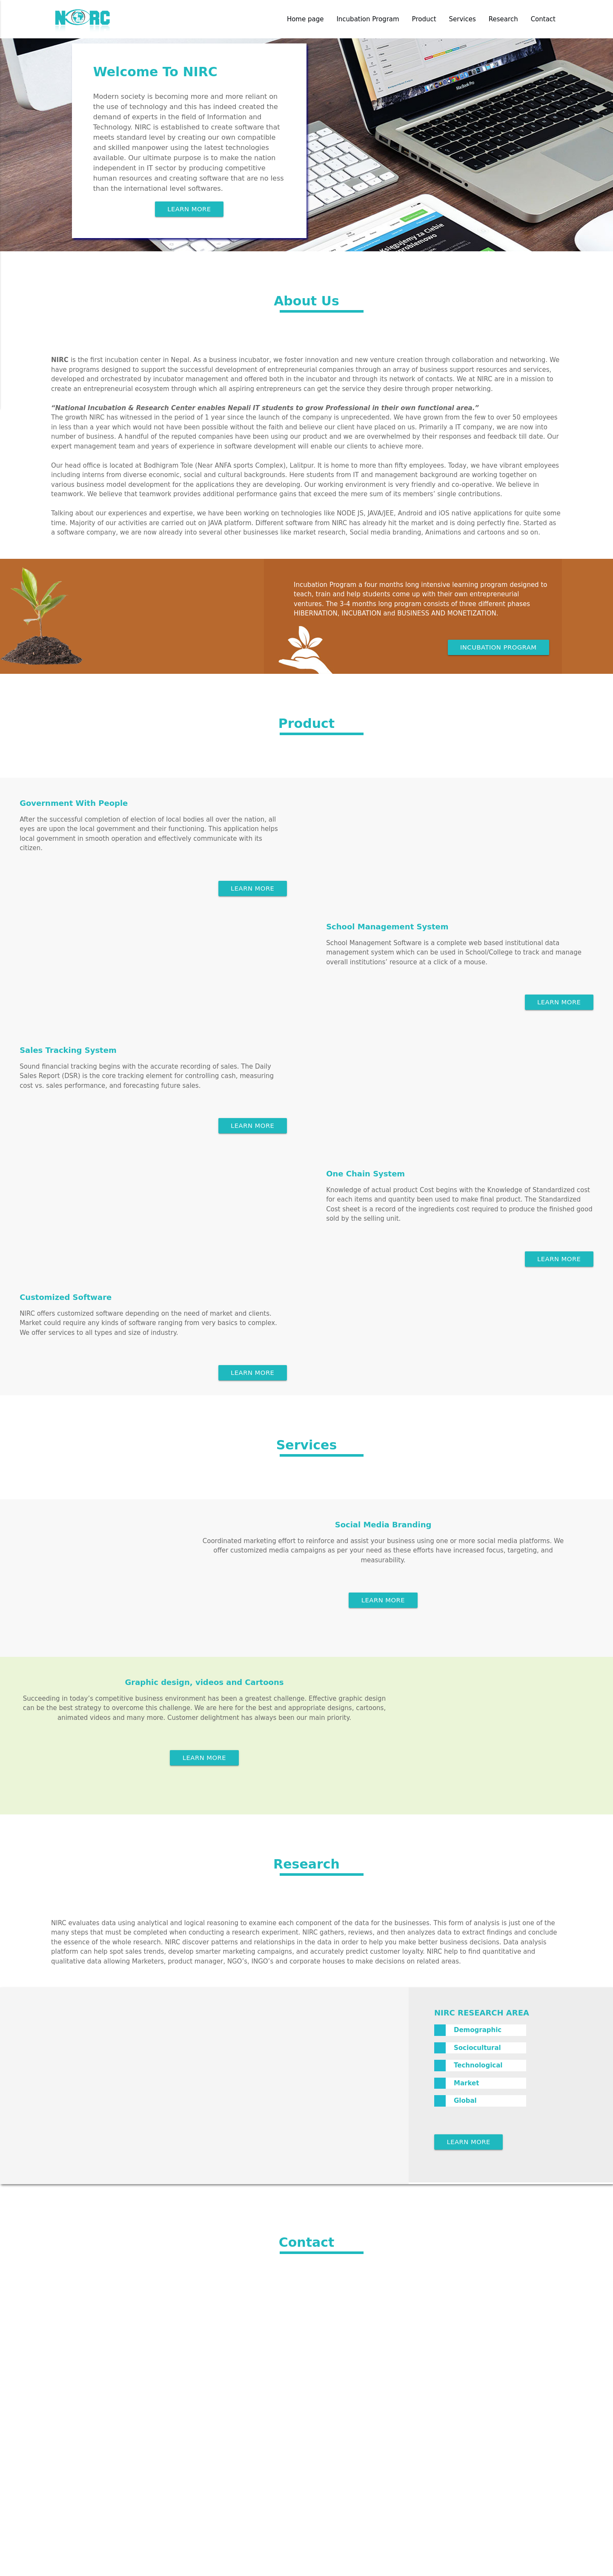 NIRC
Home page Incubation Program Product Services Research Contact
Welcome To NIRC
Modern society is becoming more and more reliant on
the use of technology and this has indeed created the
demand of experts in the field of Information and
Technology. NIRC is established to create software that
meets standard level by creating our own compatible
and skilled manpower using the latest technologies
available. Our ultimate purpose is to make the nation
independent in IT sector by producing competitive
human resources and creating software that are no less
than the international level softwares.
LEARN MORE
MacBook Pro
Księgujemy za Ciebie
About Us
NIRC is the first incubation center in Nepal. As a business incubator, we foster innovation and new venture creation through collaboration and networking. We
have programs designed to support the successful development of entrepreneurial companies through an array of business support resources and services,
developed and orchestrated by incubator management and offered both in the incubator and through its network of contacts. We at NIRC are in a mission to
create an entrepreneurial ecosystem through which all aspiring entrepreneurs can get the service they desire through proper networking.
“National Incubation & Research Center enables Nepali IT students to grow Professional in their own functional area.”
The growth NIRC has witnessed in the period of 1 year since the launch of the company is unprecedented. We have grown from the few to over 50 employees
in less than a year which would not have been possible without the faith and believe our client have placed on us. Primarily a IT company, we are now into
number of business. A handful of the reputed companies have been using our product and we are overwhelmed by their responses and feedback till date. Our
expert management team and years of experience in software development will enable our clients to achieve more.
Our head office is located at Bodhigram Tole (Near ANFA sports Complex), Lalitpur. It is home to more than fifty employees. Today, we have vibrant employees
including interns from diverse economic, social and cultural backgrounds. Here students from IT and management background are working together on
various business model development for the applications they are developing. Our working environment is very friendly and co-operative. We believe in
teamwork. We believe that teamwork provides additional performance gains that exceed the mere sum of its members’ single contributions.
Talking about our experiences and expertise, we have been working on technologies like NODE JS, JAVA/JEE, Android and iOS native applications for quite some
time. Majority of our activities are carried out on JAVA platform. Different software from NIRC has already hit the market and is doing perfectly fine. Started as
a software company, we are now already into several other businesses like market research, Social media branding, Animations and cartoons and so on.
Incubation Program a four months long intensive learning program designed to
teach, train and help students come up with their own entrepreneurial
ventures. The 3-4 months long program consists of three different phases
HIBERNATION, INCUBATION and BUSINESS AND MONETIZATION.
INCUBATION PROGRAM
Product
Government With People
After the successful completion of election of local bodies all over the nation, all
eyes are upon the local government and their functioning. This application helps
local government in smooth operation and effectively communicate with its
citizen.
LEARN MORE
School Management System
School Management Software is a complete web based institutional data
management system which can be used in School/College to track and manage
overall institutions’ resource at a click of a mouse.
LEARN MORE
Sales Tracking System
Sound financial tracking begins with the accurate recording of sales. The Daily
Sales Report (DSR) is the core tracking element for controlling cash, measuring
cost vs. sales performance, and forecasting future sales.
LEARN MORE
One Chain System
Knowledge of actual product Cost begins with the Knowledge of Standardized cost
for each items and quantity been used to make final product. The Standardized
Cost sheet is a record of the ingredients cost required to produce the finished good
sold by the selling unit.
LEARN MORE
Customized Software
NIRC offers customized software depending on the need of market and clients.
Market could require any kinds of software ranging from very basics to complex.
We offer services to all types and size of industry.
LEARN MORE
Services
Social Media Branding
Coordinated marketing effort to reinforce and assist your business using one or more social media platforms. We
offer customized media campaigns as per your need as these efforts have increased focus, targeting, and
measurability.
LEARN MORE
Graphic design, videos and Cartoons
Succeeding in today’s competitive business environment has been a greatest challenge. Effective graphic design
can be the best strategy to overcome this challenge. We are here for the best and appropriate designs, cartoons,
animated videos and many more. Customer delightment has always been our main priority.
LEARN MORE
Research
NIRC evaluates data using analytical and logical reasoning to examine each component of the data for the businesses. This form of analysis is just one of the
many steps that must be completed when conducting a research experiment. NIRC gathers, reviews, and then analyzes data to extract findings and conclude
the essence of the whole research. NIRC discover patterns and relationships in the data in order to help you make better business decisions. Data analysis
platform can help spot sales trends, develop smarter marketing campaigns, and accurately predict customer loyalty. NIRC help to find quantitative and
qualitative data allowing Marketers, product manager, NGO’s, INGO’s and corporate houses to make decisions on related areas.
NIRC RESEARCH AREA
Demographic
Sociocultural
Technological
Market
Global
LEARN MORE
Contact